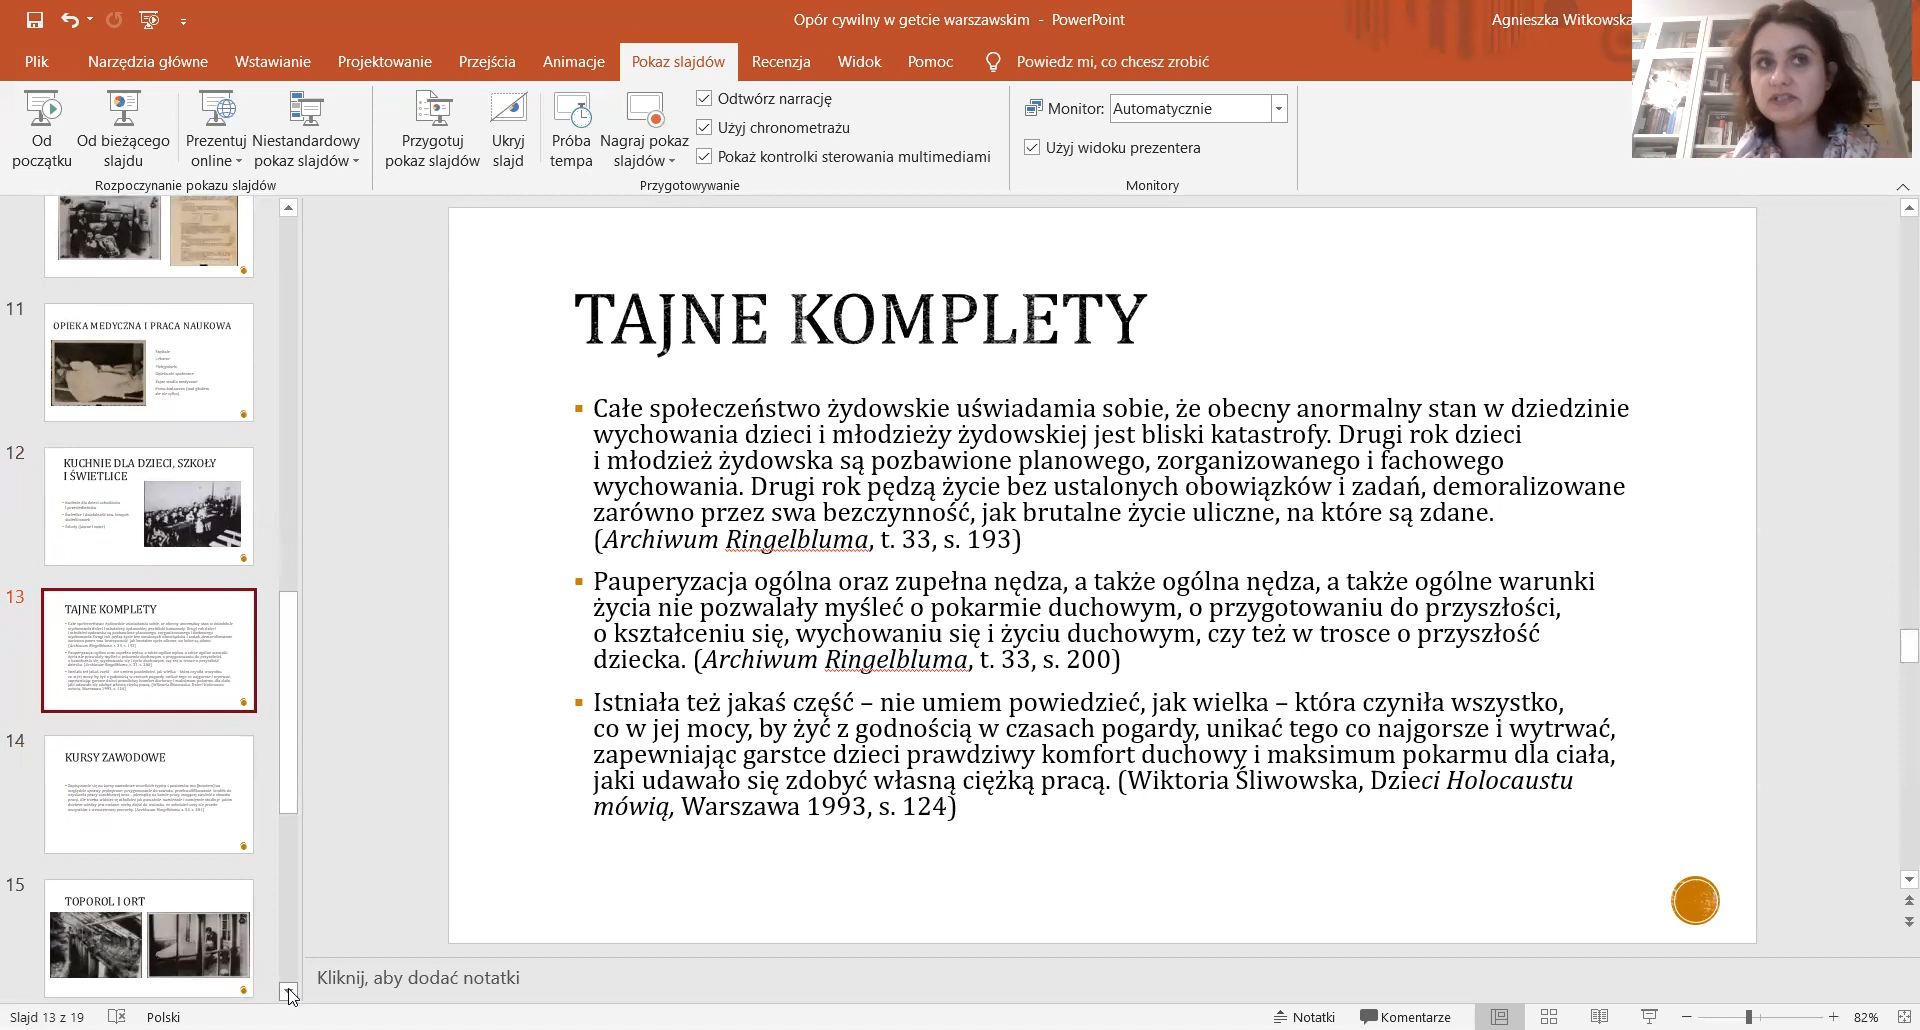 Opór cywilny w getcie warszawskim - PowerPoint
Agnieszka Witkowska
Plik Narzędzia główne Wstawianie Projektowanie Przejścia Animacje Pokaz slajdów Recenzja Widok Pomoc Powiedz mi, co chcesz zrobić
Od początku
Od bieżącego slajdu
Prezentuj online
Niestandardowy pokaz slajdów
Rozpoczynanie pokazu slajdów
Przygotuj pokaz slajdów
Ukryj slajd
Próba tempa
Nagraj pokaz slajdów
Odtwórz narrację
Użyj chronometrażu
Pokaż kontrolki sterowania multimediami
Przygotowywanie
Monitor: Automatycznie
Użyj widoku prezentera
Monitory
11
OPIEKA MEDYCZNA I PRACA NAUKOWA
12
KUCHNIE DLA DZIECI, SZKOŁY
I ŚWIETLICE
13
TAJNE KOMPLETY
14
KURSY ZAWODOWE
15
TOPOROL I ORT
TAJNE KOMPLETY
Całe społeczeństwo żydowskie uświadamia sobie, że obecny anormalny stan w dziedzinie
wychowania dzieci i młodzieży żydowskiej jest bliski katastrofy. Drugi rok dzieci
i młodzież żydowska są pozbawione planowego, zorganizowanego i fachowego
wychowania. Drugi rok pędzą życie bez ustalonych obowiązków i zadań, demoralizowane
zarówno przez swa bezczynność, jak brutalne życie uliczne, na które są zdane.
(Archiwum Ringelbluma, t. 33, s. 193)
Pauperyzacja ogólna oraz zupełna nędza, a także ogólna nędza, a także ogólne warunki
życia nie pozwalały myśleć o pokarmie duchowym, o przygotowaniu do przyszłości,
o kształceniu się, wychowaniu się i życiu duchowym, czy też w trosce o przyszłość
dziecka. (Archiwum Ringelbluma, t. 33, s. 200)
Istniała też jakaś część – nie umiem powiedzieć, jak wielka – która czyniła wszystko,
co w jej mocy, by żyć z godnością w czasach pogardy, unikać tego co najgorsze i wytrwać,
zapewniając garstce dzieci prawdziwy komfort duchowy i maksimum pokarmu dla ciała,
jaki udawało się zdobyć własną ciężką pracą. (Wiktoria Śliwowska, Dzieci Holocaustu
mówią, Warszawa 1993, s. 124)
Kliknij, aby dodać notatki
Slajd 13 z 19 Polski Notatki Komentarze 82%